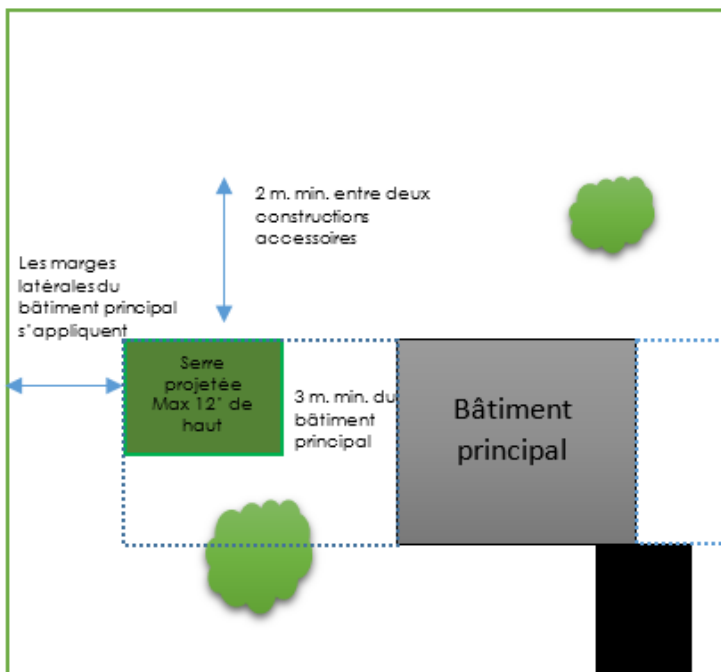 2 m. min. entre deux
constructions
accessoires
Les marges
latérales du
bâtiment principal
s'appliquent
Serre
projetée
Max 12' de
haut
3 m. min. du
bâtiment
principal
Bâtiment
principal